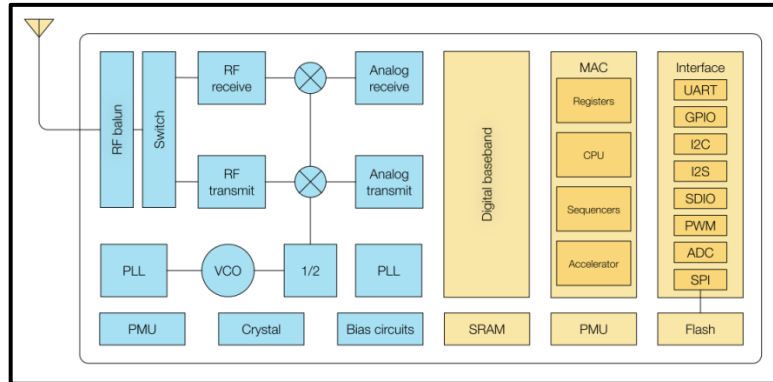 RF balun
Switch
RF
receive
Analog
receive
RF
transmit
Analog
transmit
PLL
VCO
1/2
PLL
PMU
Crystal
Bias circuits
Digital baseband
SRAM
MAC
Registers
CPU
Sequencers
Accelerator
PMU
Interface
UART
GPIO
I2C
I2S
SDIO
PWM
ADC
SPI
Flash